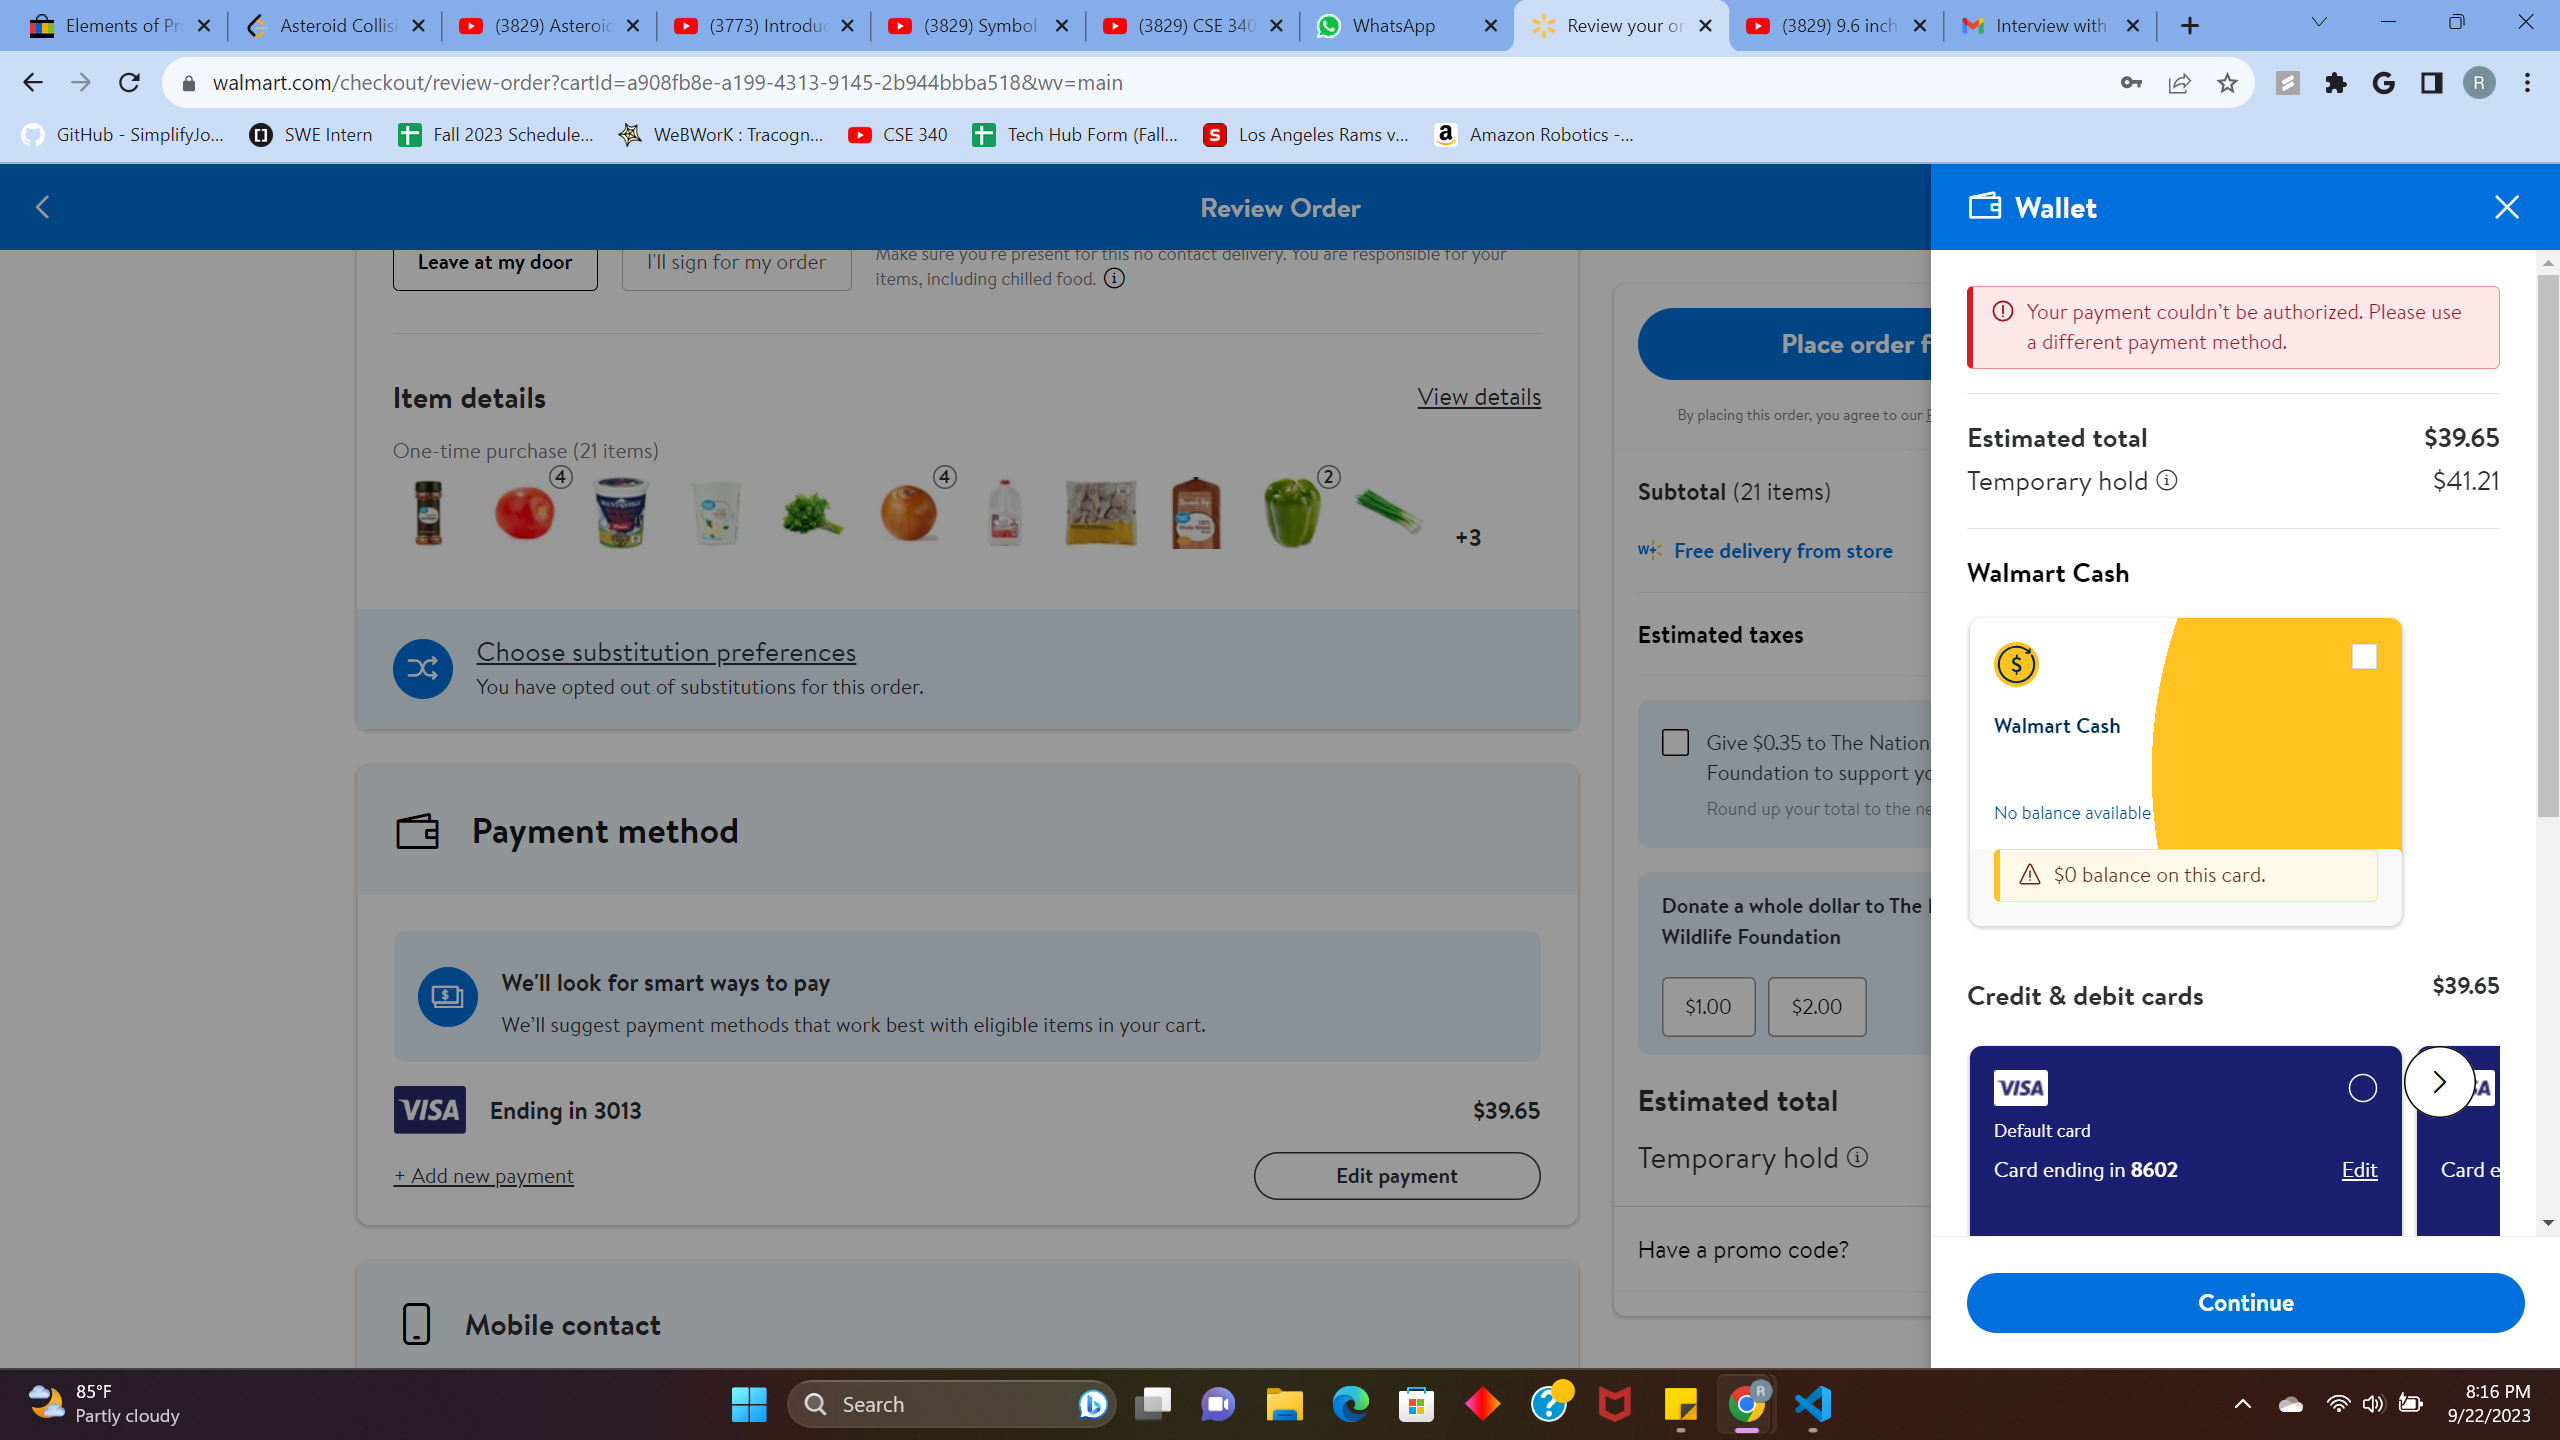 Elements of Pr
Asteroid Collisi
(3829) Asteroid
(3773) Introduc
(3829) Symbol
(3829) CSE 340
WhatsApp
Review your or
(3829) 9.6 inch
Interview with
walmart.com/checkout/review-order?cartId=a908fb8e-a199-4313-9145-2b944bbba518&wv=main
R
GitHub - SimplifyJo...
SWE Intern
Fall 2023 Schedule...
WeBWorK : Tracogn...
CSE 340
Tech Hub Form (Fall...
Los Angeles Rams v...
Amazon Robotics -...
Review Order
Leave at my door
I'll sign for my order
Make sure you're present for this no contact delivery. You are responsible for your
items, including chilled food.
Item details
View details
One-time purchase (21 items)
4
4
2
+3
Choose substitution preferences
You have opted out of substitutions for this order.
Payment method
We'll look for smart ways to pay
We’ll suggest payment methods that work best with eligible items in your cart.
VISA
Ending in 3013
$39.65
+ Add new payment
Edit payment
Mobile contact
Place order f
By placing this order, you agree to our
Subtotal (21 items)
W+ Free delivery from store
Estimated taxes
Give $0.35 to The Nation
Foundation to support yo
Round up your total to the ne
Donate a whole dollar to The
Wildlife Foundation
$1.00
$2.00
Estimated total
Temporary hold
Have a promo code?
Wallet
Your payment couldn’t be authorized. Please use
a different payment method.
Estimated total
$39.65
Temporary hold
$41.21
Walmart Cash
Walmart Cash
No balance available
$0 balance on this card.
Credit & debit cards
$39.65
VISA
Default card
Card ending in 8602
Edit
Card e
Continue
85°F
Partly cloudy
Search
R
8:16 PM
9/22/2023